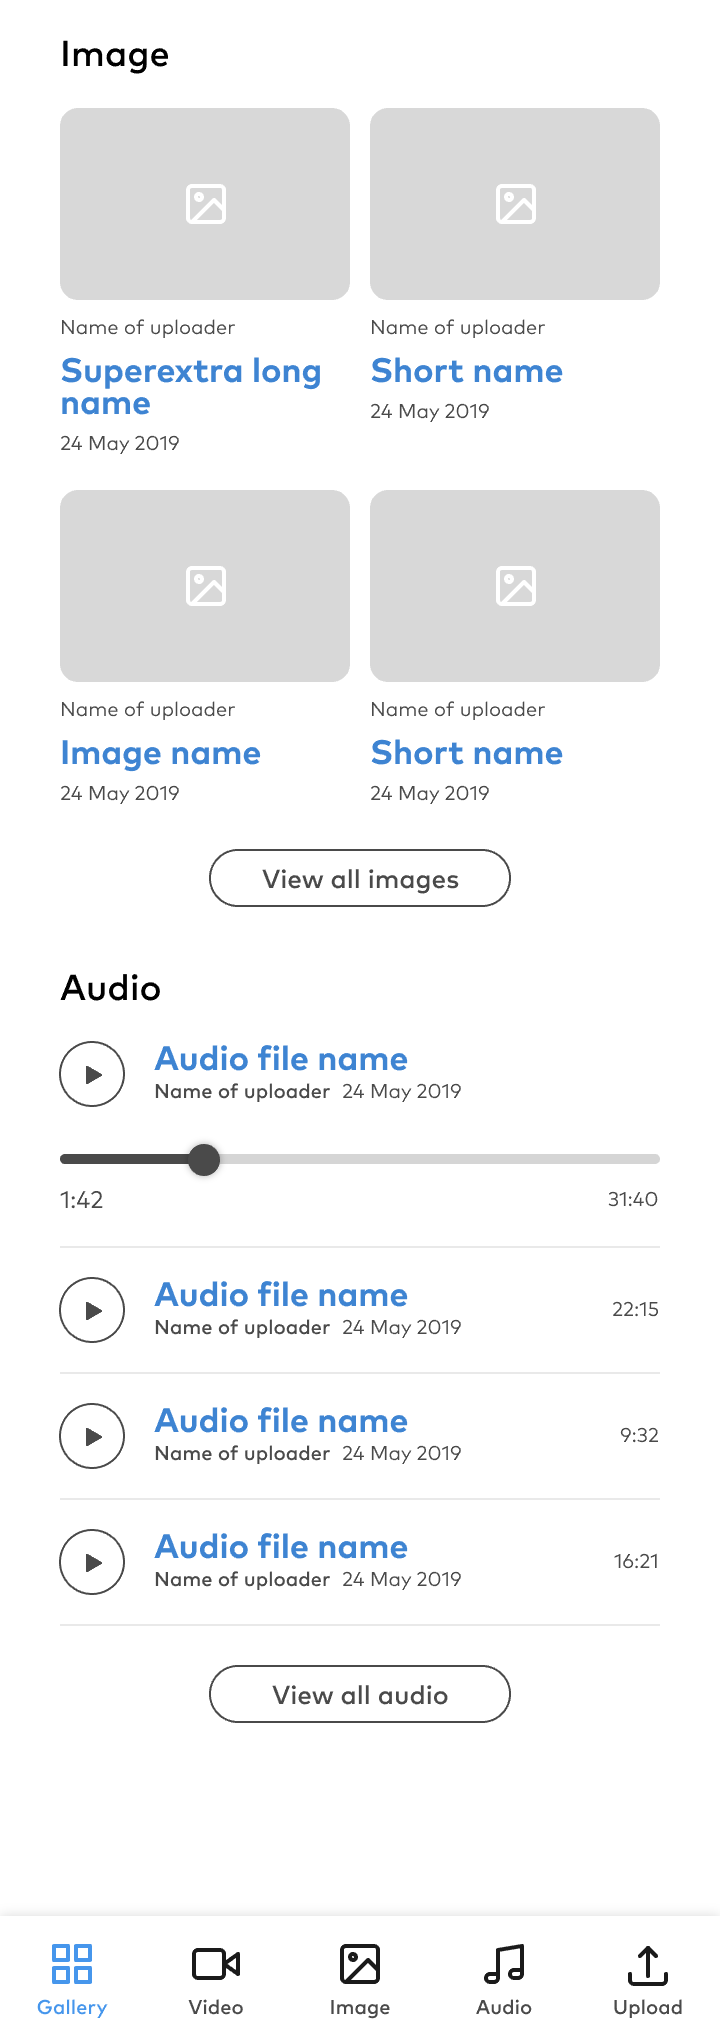 Image
Name of uploader
Superextra long
name
24 May 2019
Name of uploader
Short name
24 May 2019
Name of uploader
Image name
24 May 2019
Name of uploader
Short name
24 May 2019
View all images
Audio
Audio file name
Name of uploader 24 May 2019
1:42 31:40
Audio file name
Name of uploader 24 May 2019
22:15
Audio file name
Name of uploader 24 May 2019
9:32
Audio file name
Name of uploader 24 May 2019
16:21
View all audio
Gallery Video Image Audio Upload